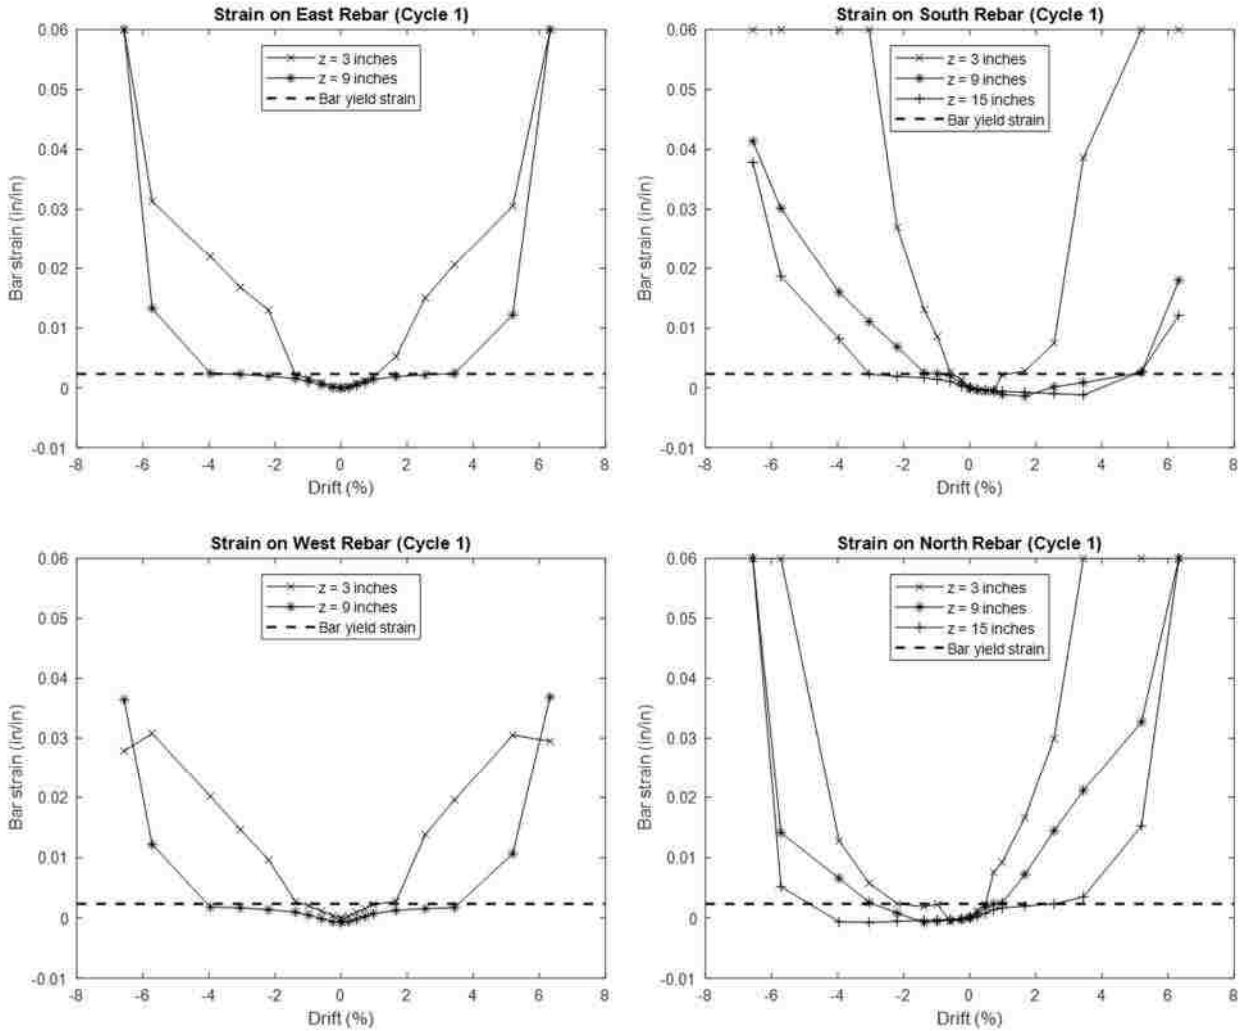 Strain on East Rebar (Cycle 1)
0.06
0.05
0.04
0.03
0.02
0.01
0
-0.01
Bar strain (in/in)
z = 3 inches
z = 9 inches
Bar yield strain
-8
-6
-4
-2
0
2
4
6
8
Drift (%)
Strain on South Rebar (Cycle 1)
0.06
0.05
0.04
0.03
0.02
0.01
0
-0.01
Bar strain (in/in)
z = 3 inches
z = 9 inches
z = 15 inches
Bar yield strain
-8
-6
-4
-2
0
2
4
6
8
Drift (%)
Strain on West Rebar (Cycle 1)
0.06
0.05
0.04
0.03
0.02
0.01
0
-0.01
Bar strain (in/in)
z = 3 inches
z = 9 inches
Bar yield strain
-8
-6
-4
-2
0
2
4
6
8
Drift (%)
Strain on North Rebar (Cycle 1)
0.06
0.05
0.04
0.03
0.02
0.01
0
-0.01
Bar strain (in/in)
z = 3 inches
z = 9 inches
z = 15 inches
Bar yield strain
-8
-6
-4
-2
0
2
4
6
8
Drift (%)